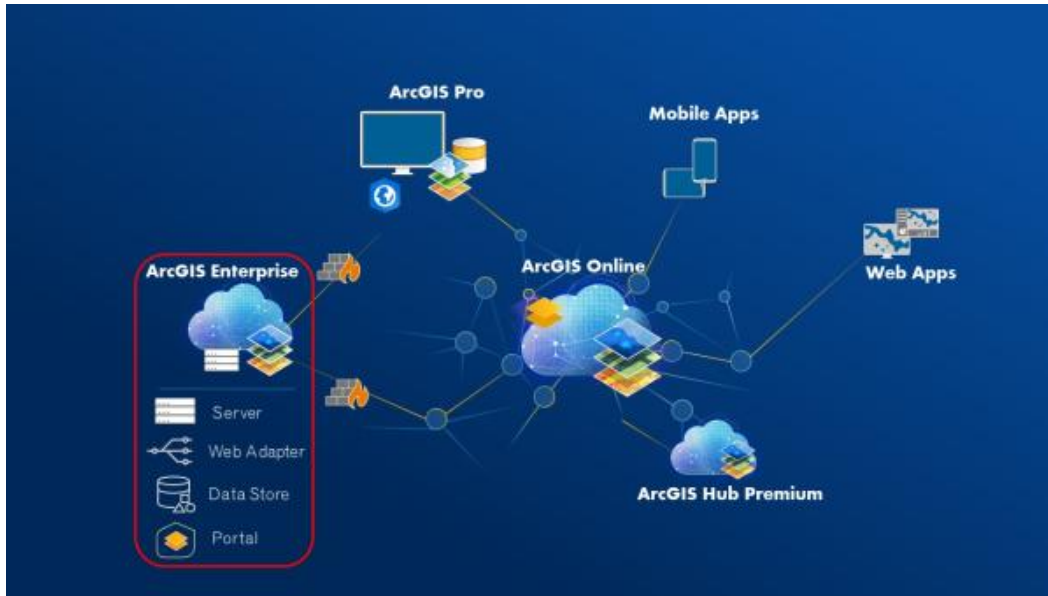 ArcGIS Pro
Mobile Apps
ArcGIS Enterprise
ArcGIS Online
Web Apps
Server
Web Adapter
Data Store
Portal
ArcGIS Hub Premium